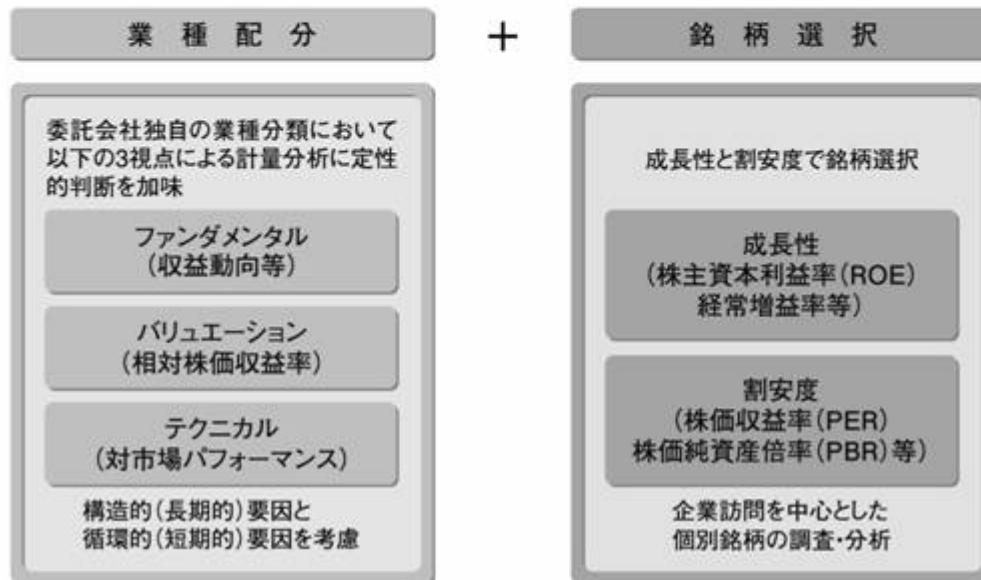 業種配分
+
銘柄選択
委託会社独自の業種分類において
以下の3視点による計量分析に定性
的判断を加味
ファンダメンタル
(収益動向等)
バリュエーション
(相対株価収益率)
テクニカル
(対市場パフォーマンス)
構造的(長期的)要因と
循環的(短期的)要因を考慮
成長性と割安度で銘柄選択
成長性
(株主資本利益率(ROE)
経常増益率等)
割安度
(株価収益率(PER)
株価純資産倍率(PBR)等)
企業訪問を中心とした
個別銘柄の調査・分析